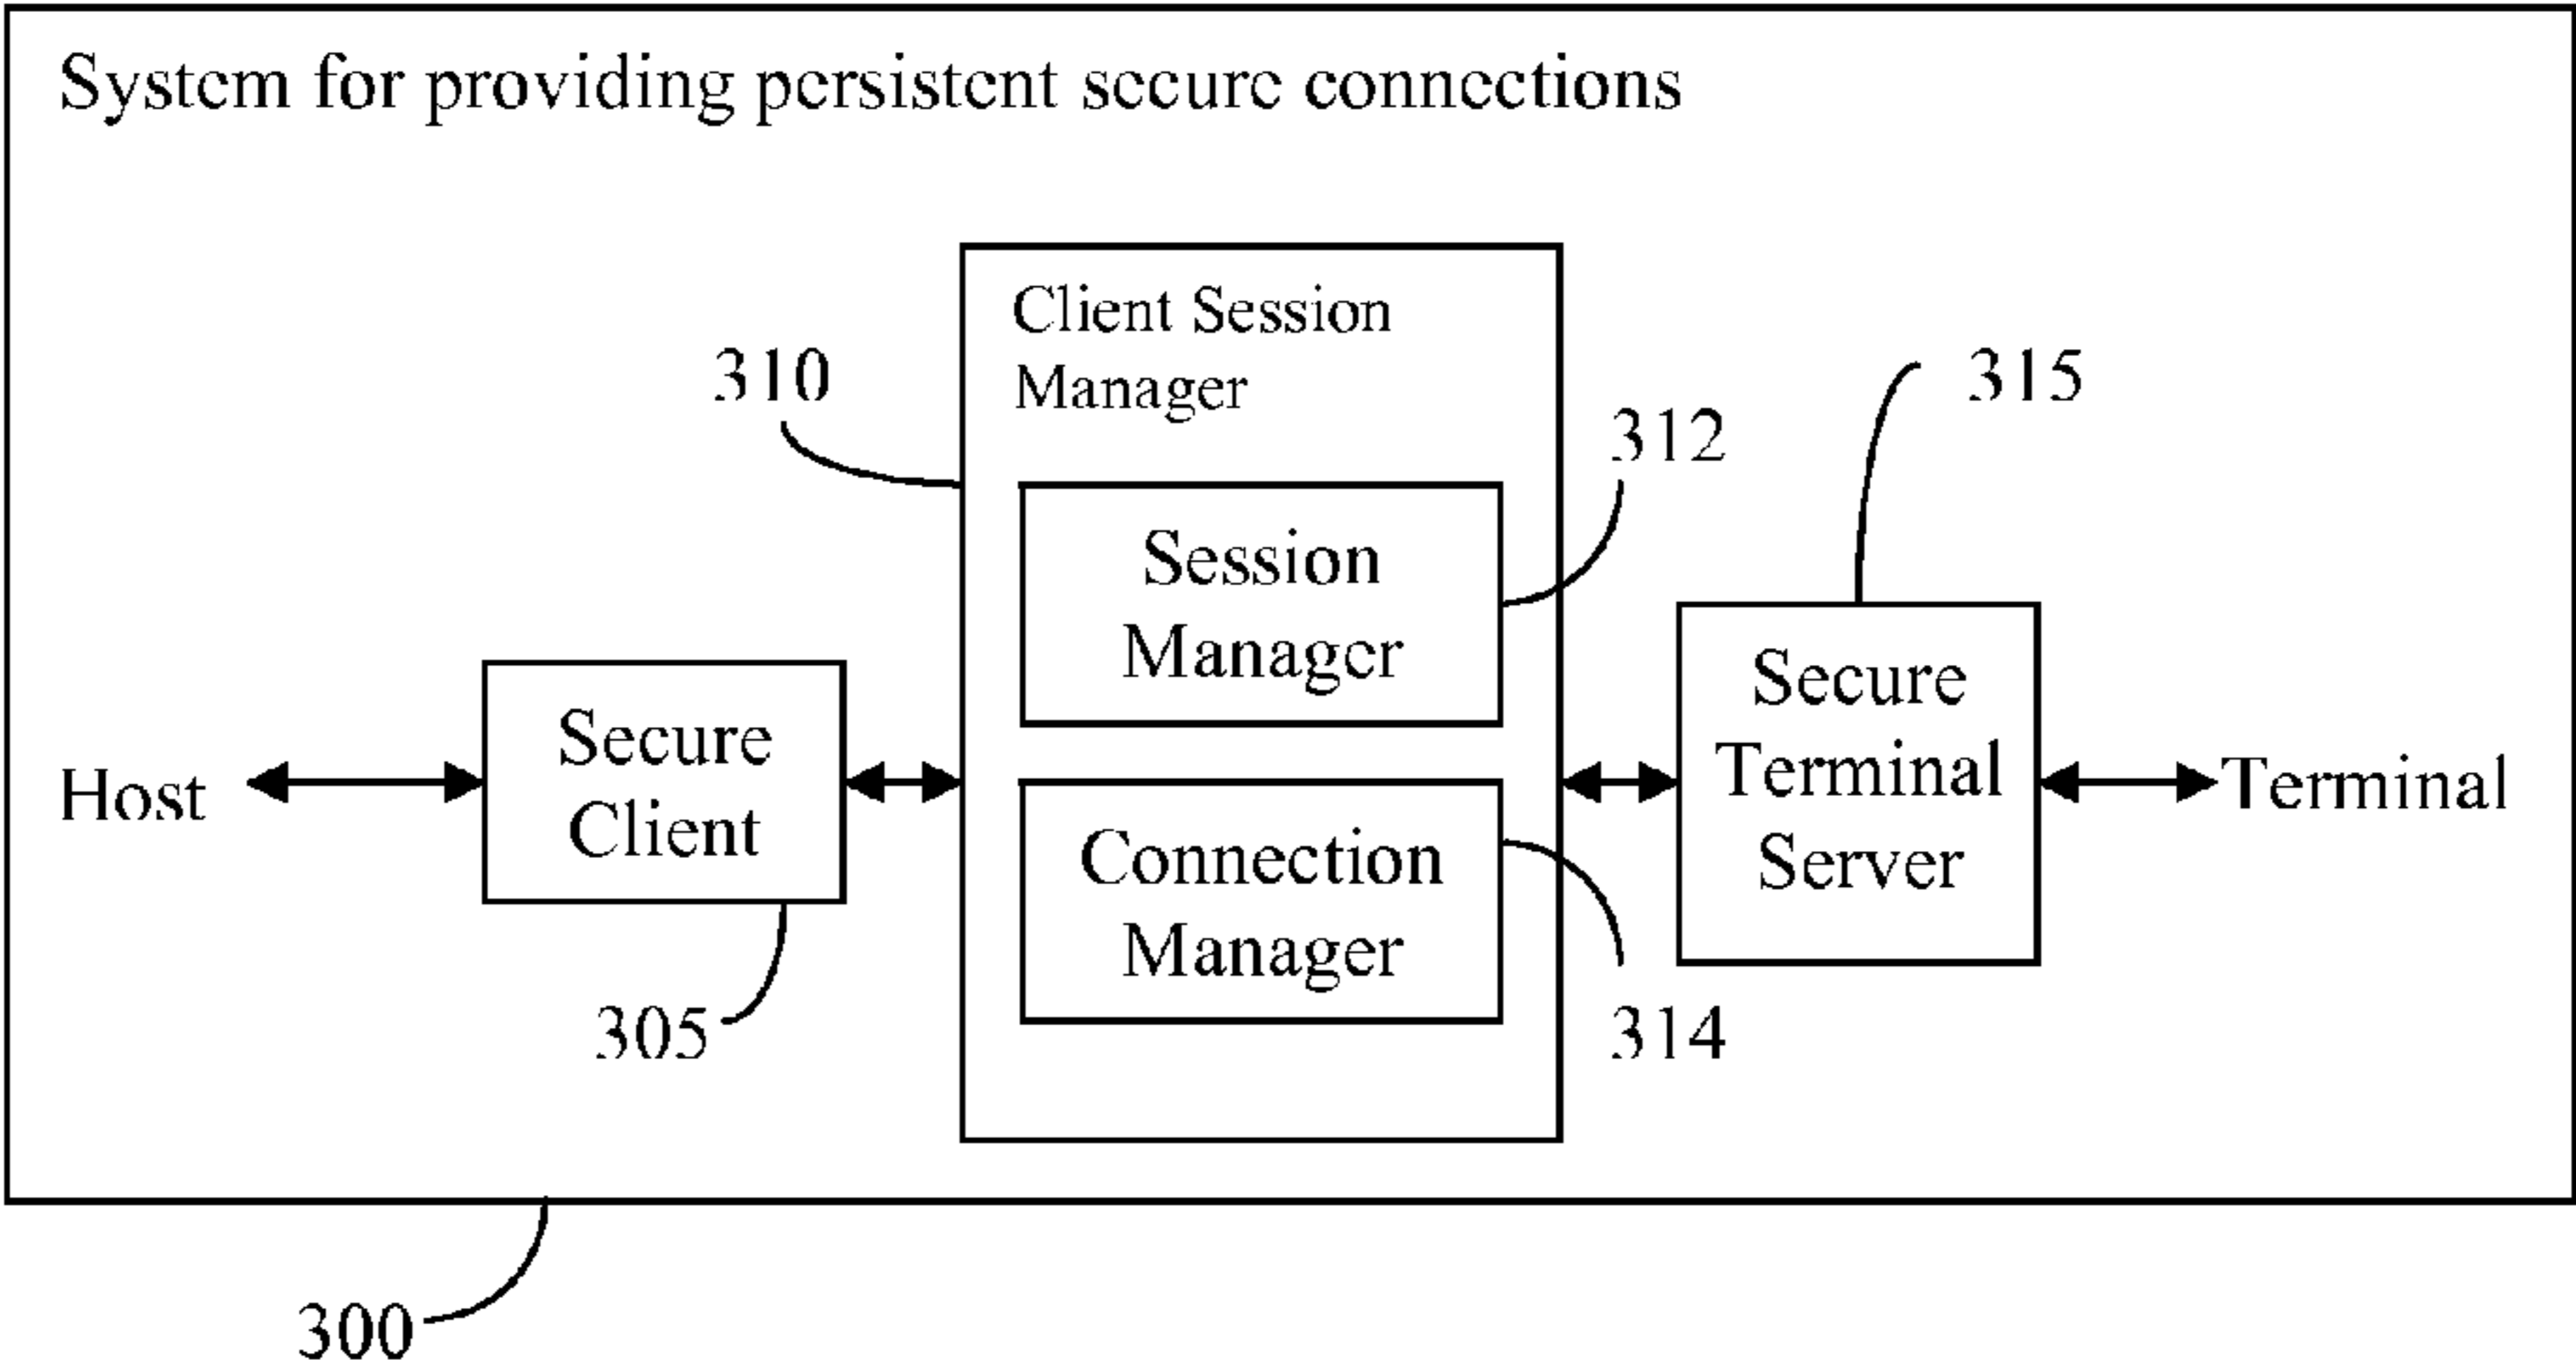 System for providing persistent secure connections
Client Session
Manager
310
315
312
Session
Manager
Secure
Terminal
Server
Secure
Client
Host
Terminal
Connection
Manager
305
314
300